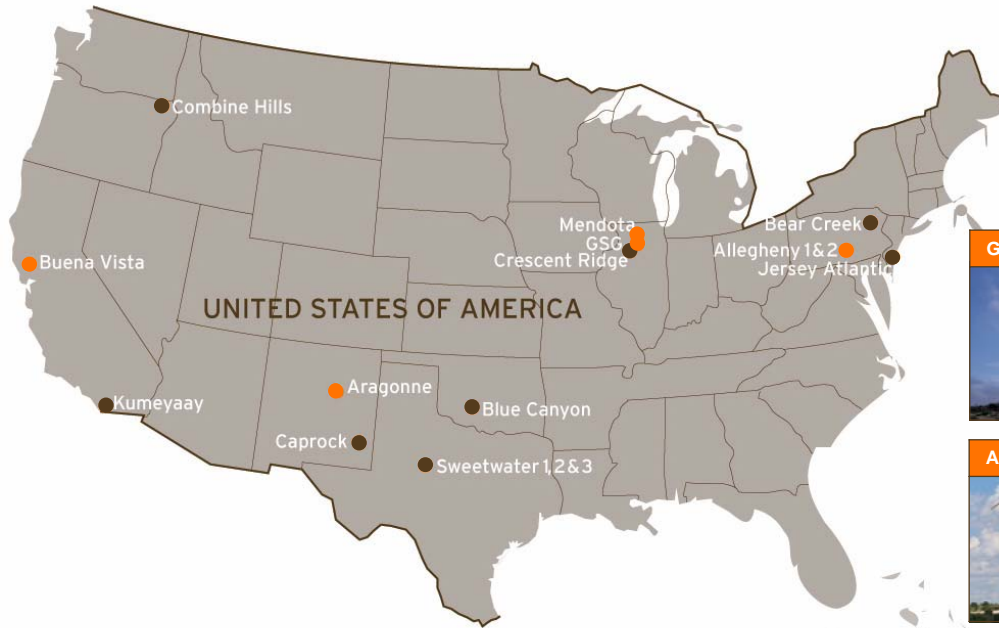 Combine Hills
Mendota
GSG
Crescent Ridge
Bear Creek
Allegheny 1&2
Jersey Atlantic
Buena Vista
UNITED STATES OF AMERICA
Aragonne
Kumeyaay
Blue Canyon
Caprock
Sweetwater 1,2&3
G
A